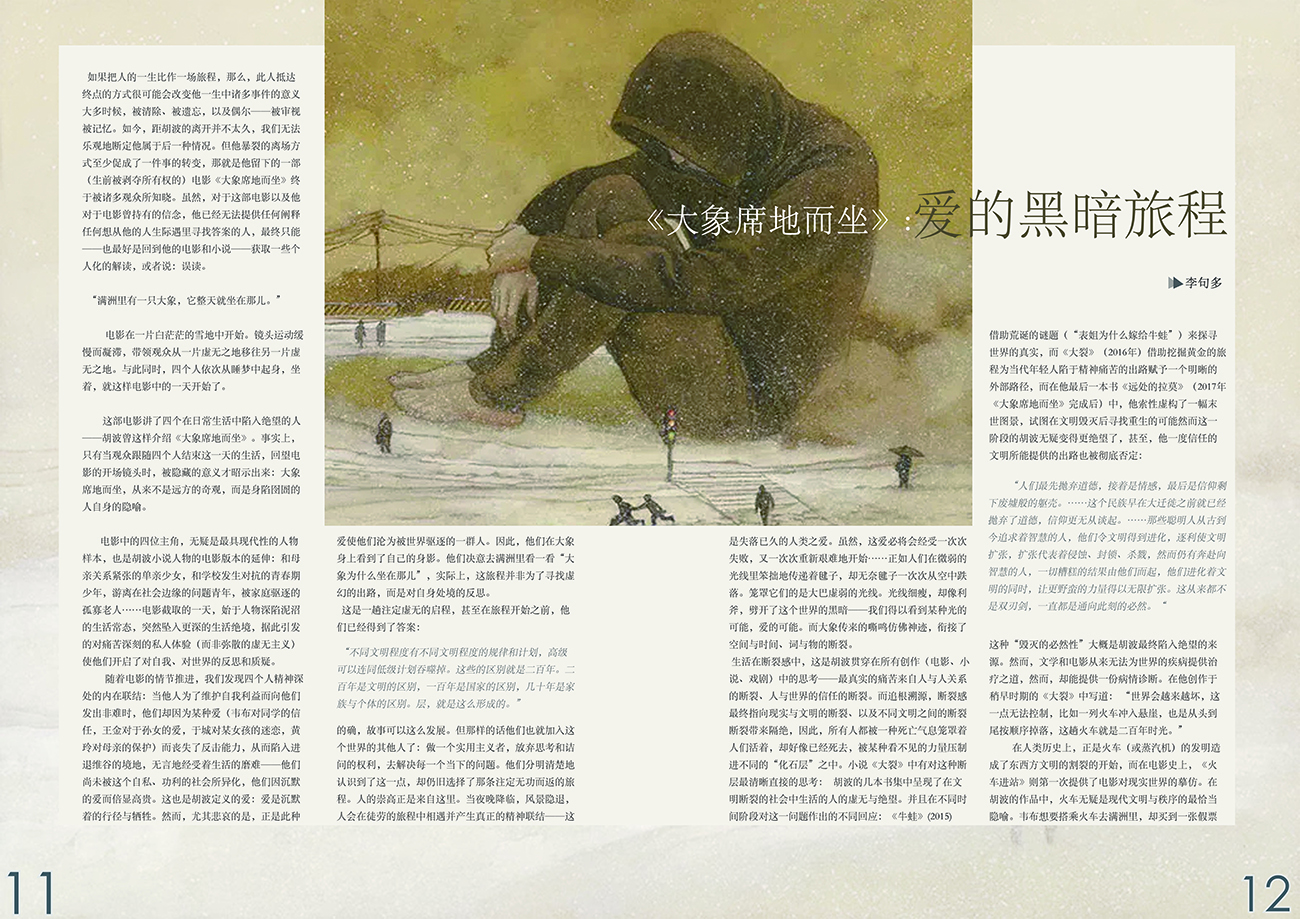 《大象席地而坐》:爱的黑暗旅程
李句多
如果把人的一生比作一场旅程，那么，此人抵达
终点的方式很可能会改变他一生中诸多事件的意义
大多时候，被清除、被遗忘，以及偶尔——被审视
被记忆。如今，距胡波的离开并不太久，我们无法
乐观地断定他属于后一种情况。但他暴裂的离场方
式至少促成了一件事的转变，那就是他留下的一部
（生前被剥夺所有权的）电影《大象席地而坐》终
于被诸多观众所知晓。虽然，对于这部电影以及他
对于电影曾持有的信念，他已经无法提供任何阐释
任何想从他的人生际遇里寻找答案的人，最终只能
——也最好是回到他的电影和小说——获取一些个
人化的解读，或者说：误读。
“满洲里有一只大象，它整天就坐在那儿。”
电影在一片白茫茫的雪地中开始。镜头运动缓
慢而凝滞，带领观众从一片虚无之地移往另一片虚
无之地。与此同时，四个人依次从睡梦中起身，坐
着，就这样电影中的一天开始了。
这部电影讲了四个在日常生活中陷入绝望的人
——胡波曾这样介绍《大象席地而坐》。事实上，
只有当观众跟随四个人结束这一天的生活，回望电
影的开场镜头时，被隐藏的意义才昭示出来：大象
席地而坐，从来不是远方的奇观，而是身陷囹圄的
人自身的隐喻。
电影中的四位主角，无疑是最具现代性的人物
样本，也是胡波小说人物的电影版本的延伸：和母
亲关系紧张的单亲少女，和学校发生对抗的青春期
少年，游离在社会边缘的问题青年，被家庭驱逐的
孤寡老人……电影截取的一天，始于人物深陷泥沼
的生活常态，突然坠入更深的生活绝境，据此引发
的对痛苦深刻的私人体验（而非弥散的虚无主义）
使他们开启了对自我、对世界的反思和质疑。
随着电影的情节推进，我们发现四个人精神深
处的内在联结：当他人为了维护自我利益而向他们
发出非难时，他们却因为某种爱（韦布对同学的信
任，王金对于孙女的爱，于城对某女孩的迷恋，黄
玲对母亲的保护）而丧失了反击能力，从而陷入进
退维谷的境地，无言地经受着生活的磨难——他们
尚未被这个自私、功利的社会所异化，他们因沉默
的爱而倍显高贵。这也是胡波定义的爱：爱是沉默
着的行径与牺牲。然而，尤其悲哀的是，正是此种
爱使他们沦为被世界驱逐的一群人。因此，他们在大象
身上看到了自己的身影。他们决意去满洲里看一看“大
象为什么坐在那儿”，实际上，这旅程并非为了寻找虚
幻的出路，而是对自身处境的反思。
这是一趟注定虚无的启程，甚至在旅程开始之前，他
们已经得到了答案：
“不同文明程度有不同文明程度的规律和计划，高级
可以连同低级计划吞噬掉。这些的区别就是二百年。二
百年是文明的区别，一百年是国家的区别，几十年是家
族与个体的区别。层，就是这么形成的。”
的确，故事可以这么发展。但那样的话他们也就加入这
个世界的其他人了：做一个实用主义者，放弃思考和诘
问的权利，去解决每一个当下的问题。他们分明清楚地
认识到了这一点，却仍旧选择了那条注定无功而返的旅
程。人的崇高正是来自这里。当夜晚降临，风景隐退，
人会在徒劳的旅程中相遇并产生真正的精神联结——这
是失落已久的人类之爱。虽然，这爱必将会经受一次次
失败，又一次次重新艰难地开始……正如人们在微弱的
光线里笨拙地传递着毽子，却无奈毽子一次次从空中跌
落。笼罩它们的是大巴虚弱的光线。光线细瘦，却像利
斧，劈开了这个世界的黑暗——我们得以看到某种光的
可能，爱的可能。而大象传来的嘶鸣仿佛神迹，衔接了
空间与时间、词与物的断裂。
生活在断裂感中，这是胡波贯穿在所有创作（电影、小
说、戏剧）中的思考——最真实的痛苦来自人与人关系
的断裂、人与世界的信任的断裂。而追根溯源，断裂感
最终指向现实与文明的断裂、以及不同文明之间的断裂
断裂带来隔绝，因此，所有人都被一种死亡气息笼罩着
人们活着，却好像已经死去，被某种看不见的力量压制
进不同的“化石层”之中。小说《大裂》中有对这种断
层最清晰直接的思考： 胡波的几本书集中呈现了在文
明断裂的社会中生活的人的虚无与绝望。并且在不同时
间阶段对这一问题作出的不同回应：《牛蛙》(2015)
借助荒诞的谜题（“表姐为什么嫁给牛蛙”）来探寻
世界的真实，而《大裂》（2016年）借助挖掘黄金的旅
程为当代年轻人陷于精神痛苦的出路赋予一个明晰的
外部路径，而在他最后一本书《远处的拉莫》（2017年
《大象席地而坐》完成后）中，他索性虚构了一幅末
世图景，试图在文明毁灭后寻找重生的可能然而这一
阶段的胡波无疑变得更绝望了，甚至，他一度信任的
文明所能提供的出路也被彻底否定：
“人们最先抛弃道德，接着是情感，最后是信仰剩
下废墟般的躯壳。……这个民族早在大迁徙之前就已经
抛弃了道德，信仰更无从谈起。……那些聪明人从古到
今追求着智慧的人，他们令文明得到进化，逐利使文明
扩张，扩张代表着侵蚀、封锁、杀戮，然而仍有奔赴向
智慧的人，一切糟糕的结果由他们而起，他们进化着文
明的同时，让更野蛮的力量得以无限扩张。这从来都不
是双刃剑，一直都是通向此刻的必然。“
这种“毁灭的必然性”大概是胡波最终陷入绝望的来
源。然而，文学和电影从来无法为世界的疾病提供治
疗之道，然而，却能提供一份病情诊断。在他创作于
稍早时期的《大裂》中写道：“世界会越来越坏，这
一点无法控制，比如一列火车冲入悬崖，也是从头到
尾按顺序掉落，这趟火车就是二百年时光。”
在人类历史上，正是火车（或蒸汽机）的发明造
成了东西方文明的割裂的开始，而在电影史上，《火
车进站》则第一次提供了电影对现实世界的摹仿。在
胡波的作品中，火车无疑是现代文明与秩序的最恰当
隐喻。韦布想要搭乘火车去满洲里，却买到一张假票
11
12